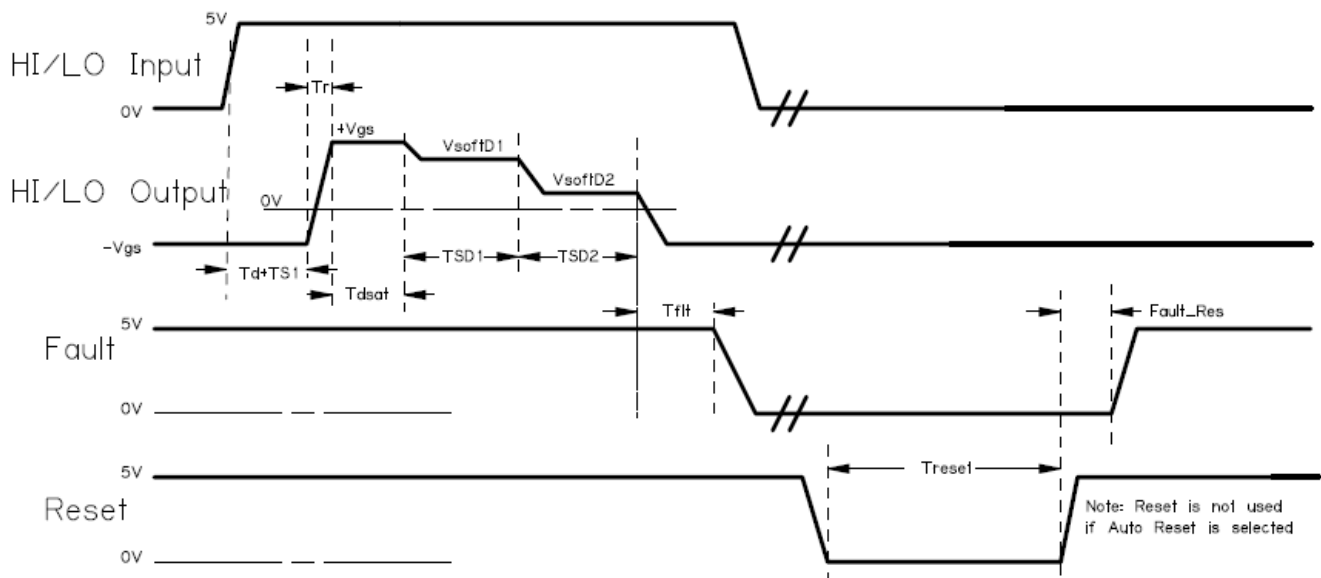 5V
HI/LO Input
0V
Tr
+Vgs
VsoftD1
VsoftD2
HI/LO Output
0V
-Vgs
Td+TS1
TSD1
TSD2
Tdsat
Tflt
Fault_Res
5V
Fault
0V
5V
Treset
Reset
Note: Reset is not used
if Auto Reset is selected
0V